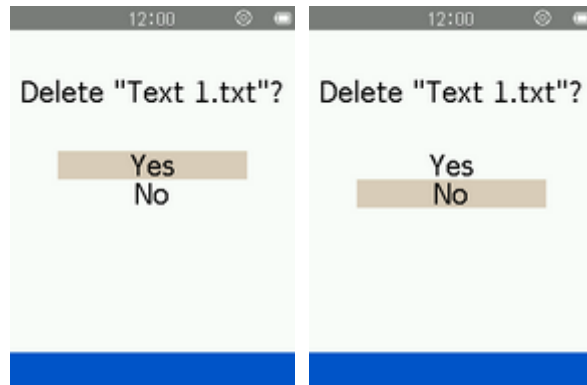 12:00
Delete "Text 1.txt"?
Yes
No
12:00
Delete "Text 1.txt"?
Yes
No